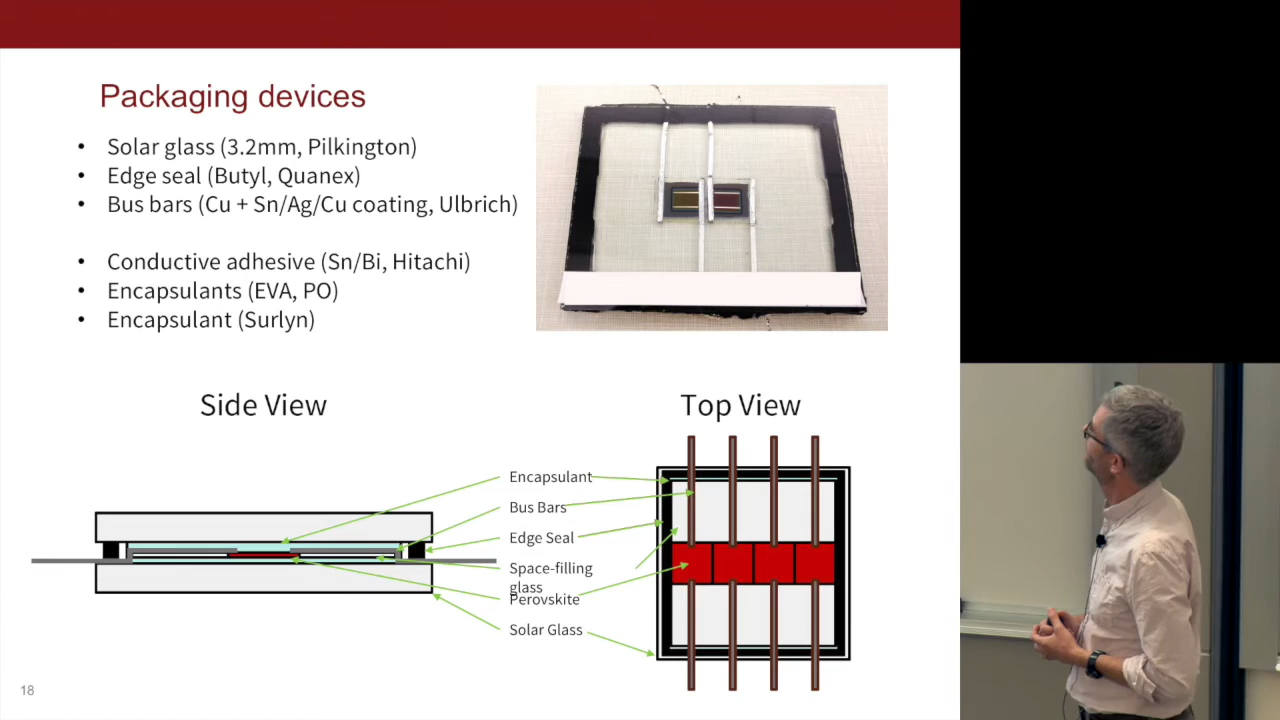 Packaging devices
• Solar glass (3.2mm, Pilkington)
• Edge seal (Butyl, Quanex)
• Bus bars (Cu + Sn/Ag/Cu coating, Ulbrich)
• Conductive adhesive (Sn/Bi, Hitachi)
• Encapsulants (EVA, PO)
• Encapsulant (Surlyn)
Side View
Top View
Encapsulant
Bus Bars
Edge Seal
Space-filling
glass
Perovskite
Solar Glass
18